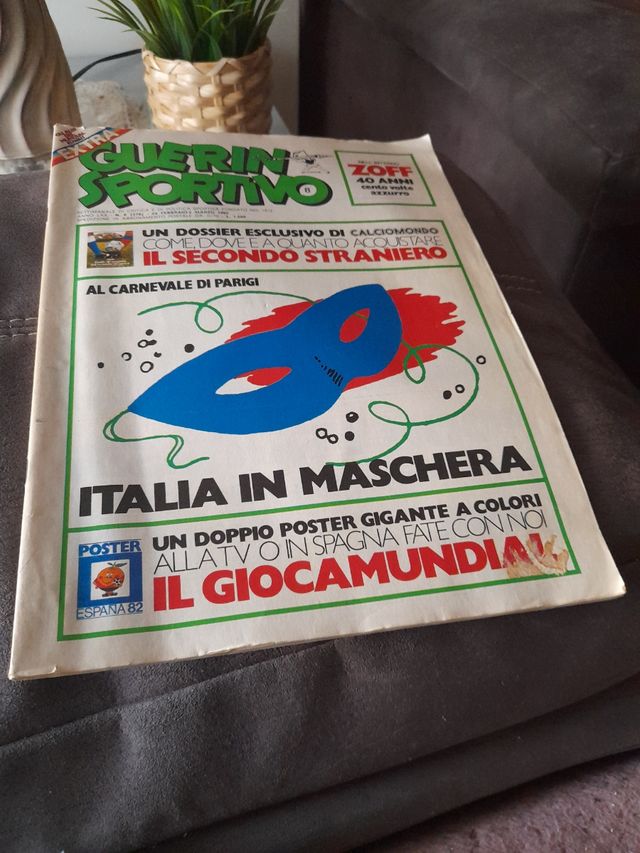 EXTRA
GUERIN
SPORTIVO
8
ZOFF
40 ANNI
cento volte
azzurro
UN DOSSIER ESCLUSIVO DI CALCIOMONDO
COME, DOVE E A QUANTO ACQUISTARE
IL SECONDO STRANIERO
AL CARNEVALE DI PARIGI
ITALIA IN MASCHERA
POSTER
ESPAÑA 82
UN DOPPIO POSTER GIGANTE A COLORI
ALLA TV O IN SPAGNA FATE CON NOI
IL GIOCAMUNDIAL